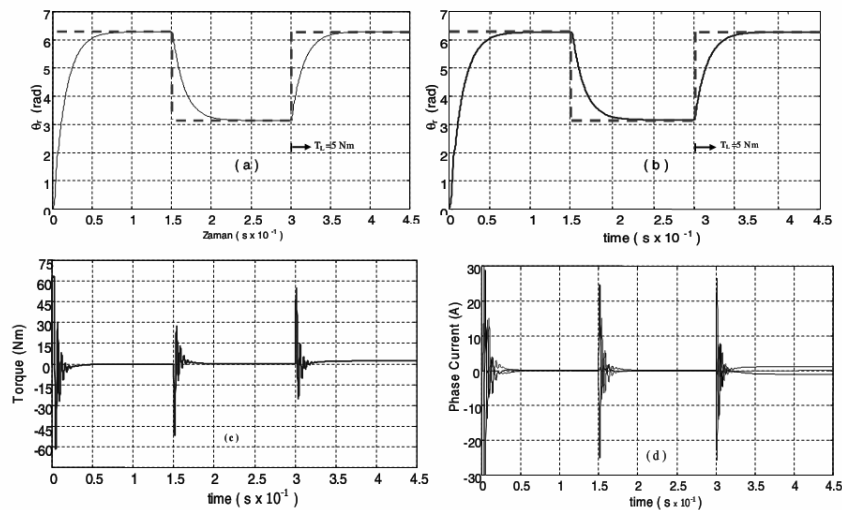 7
6
5
4
3
2
1
0
θr (rad)
( a )
TL=5 Nm
0 0.5 1 1.5 2 2.5 3 3.5 4 4.5
Zaman ( s x 10 -1 )
7
6
5
4
3
2
1
0
θr (rad)
( b )
TL=5 Nm
0 0.5 1 1.5 2 2.5 3 3.5 4 4.5
time ( s x 10 -1 )
75
60
45
30
15
0
-15
-30
-45
-60
Torque (Nm)
( c )
0 0.5 1 1.5 2 2.5 3 3.5 4 4.5
time ( s x 10-1 )
30
20
10
0
-10
-20
-30
Phase Current (A)
( d )
0 0.5 1 1.5 2 2.5 3 3.5 4 4.5
time ( s x10-1 )